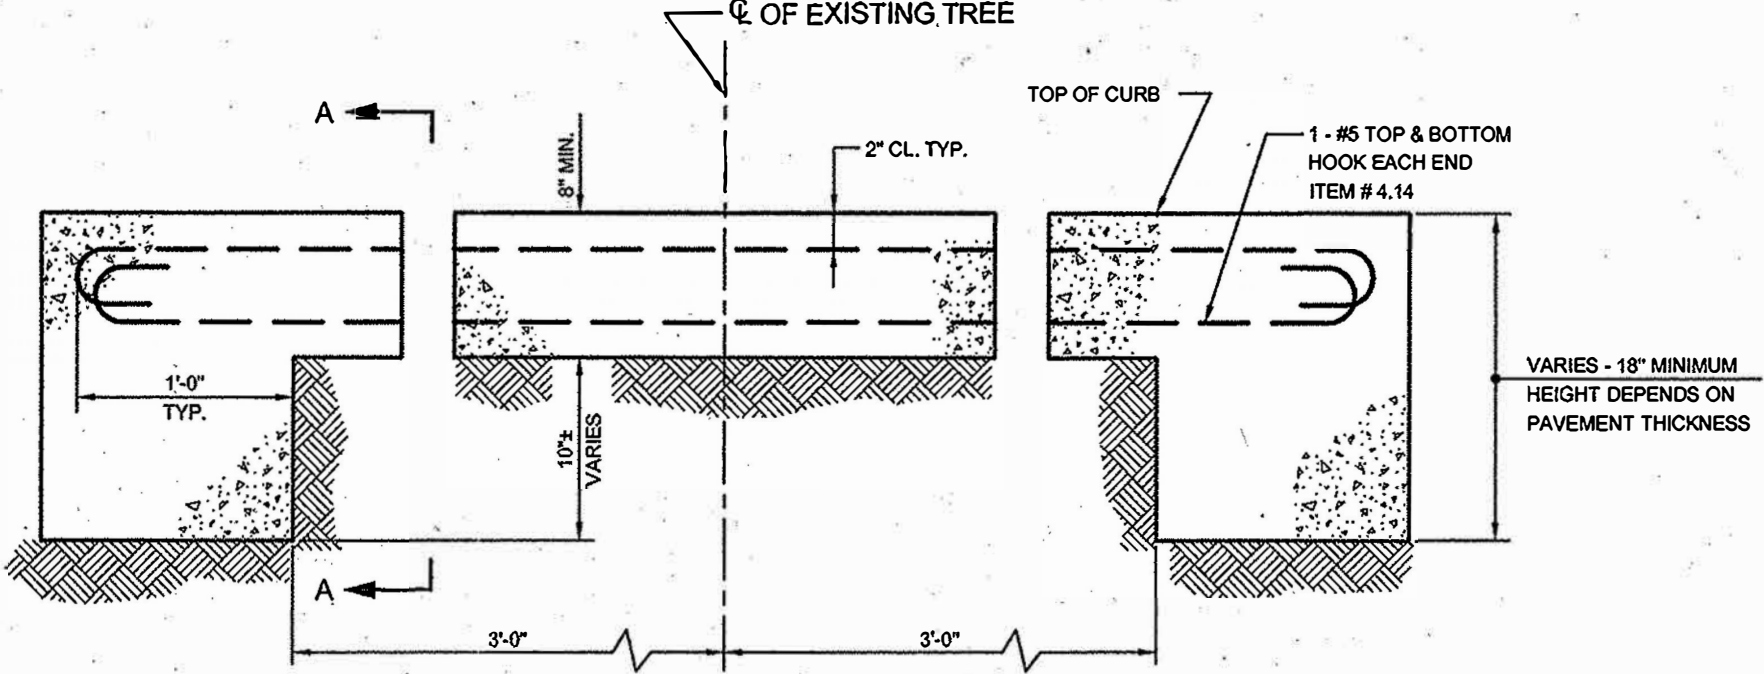 ℄ OF EXISTING TREE
A
8" MIN.
2" CL. TYP.
TOP OF CURB
1 - #5 TOP & BOTTOM
HOOK EACH END
ITEM # 4.14
1'-0"
TYP.
10"±
VARIES
VARIES - 18" MINIMUM
HEIGHT DEPENDS ON
PAVEMENT THICKNESS
A
3'-0"
3'-0"